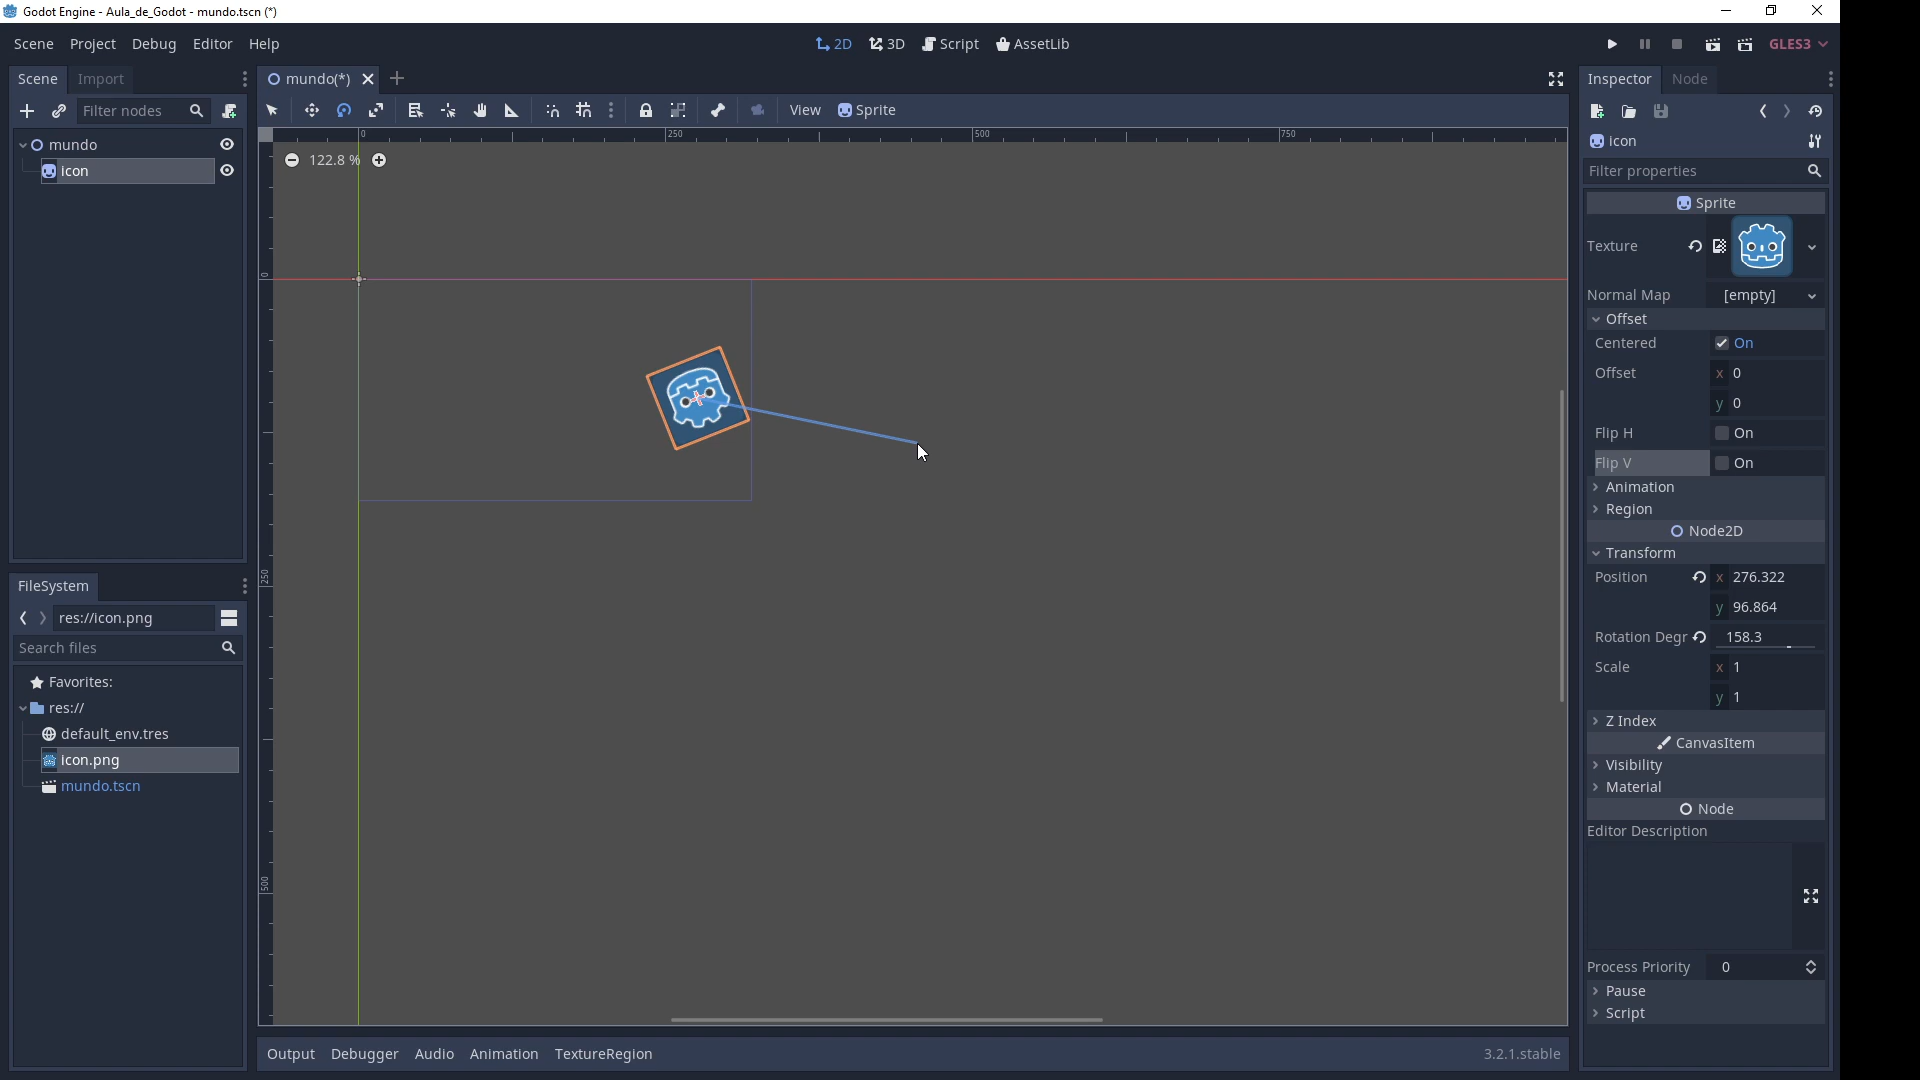 Godot Engine - Aula_de_Godot - mundo.tscn (*)
Scene Project Debug Editor Help
2D 3D Script AssetLib
GLES3
Scene Import
mundo(*)
Inspector Node
Filter nodes
View Sprite
mundo
icon
0 250 500 750
122.8 %
0
250
500
icon
Filter properties
Sprite
Texture
Normal Map [empty]
Offset
Centered On
Offset x 0
y 0
Flip H On
Flip V On
Animation
Region
Node2D
Transform
Position x 276.322
y 96.864
Rotation Degr 158.3
Scale x 1
y 1
Z Index
CanvasItem
Visibility
Material
Node
Editor Description
Process Priority 0
Pause
Script
FileSystem
res://icon.png
Search files
Favorites:
res://
default_env.tres
icon.png
mundo.tscn
Output Debugger Audio Animation TextureRegion
3.2.1.stable